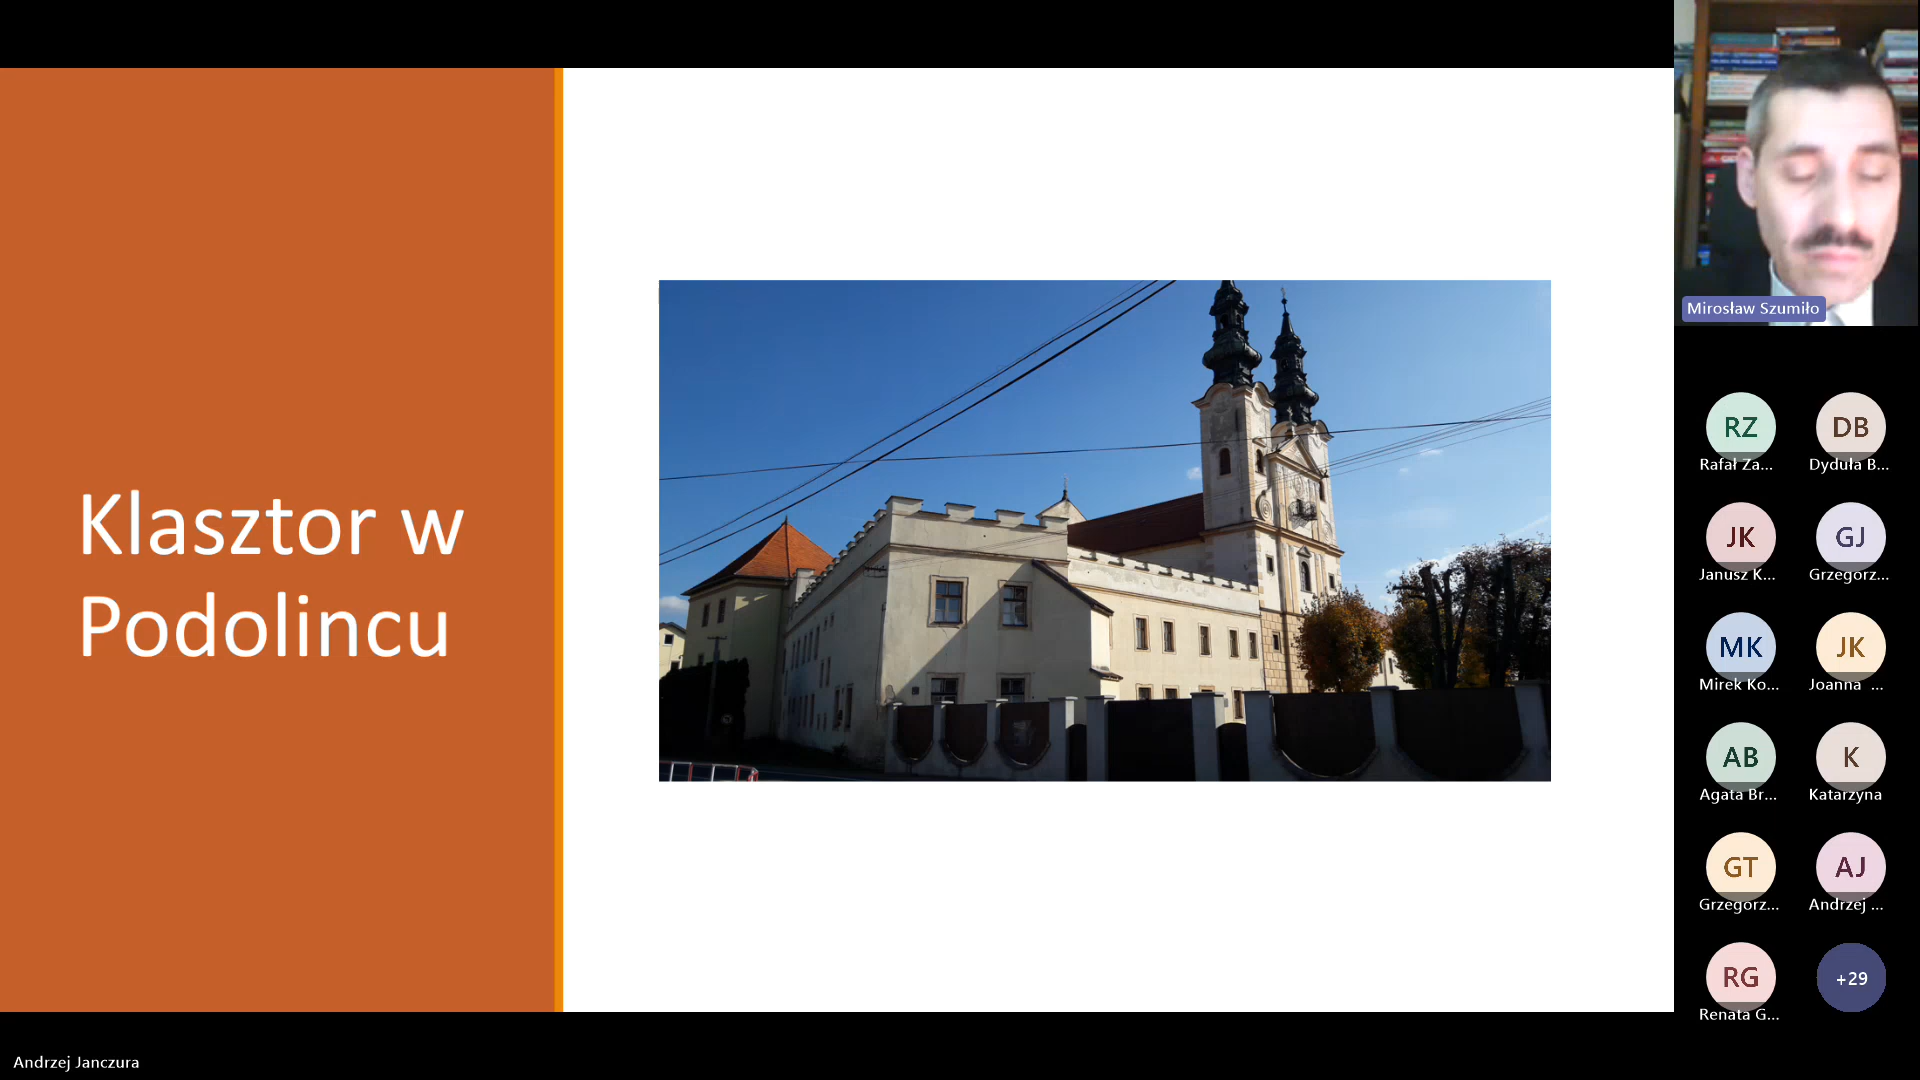 Klasztor w
Podolincu
Mirosław Szumiło
RZ
DB
Rafał Za...
Dyduła B...
JK
GJ
Janusz K...
Grzegorz...
MK
JK
Mirek Ko...
Joanna ...
AB
K
Agata Br...
Katarzyna
GT
AJ
Grzegorz...
Andrzej ...
RG
+29
Renata G...
Andrzej Janczura